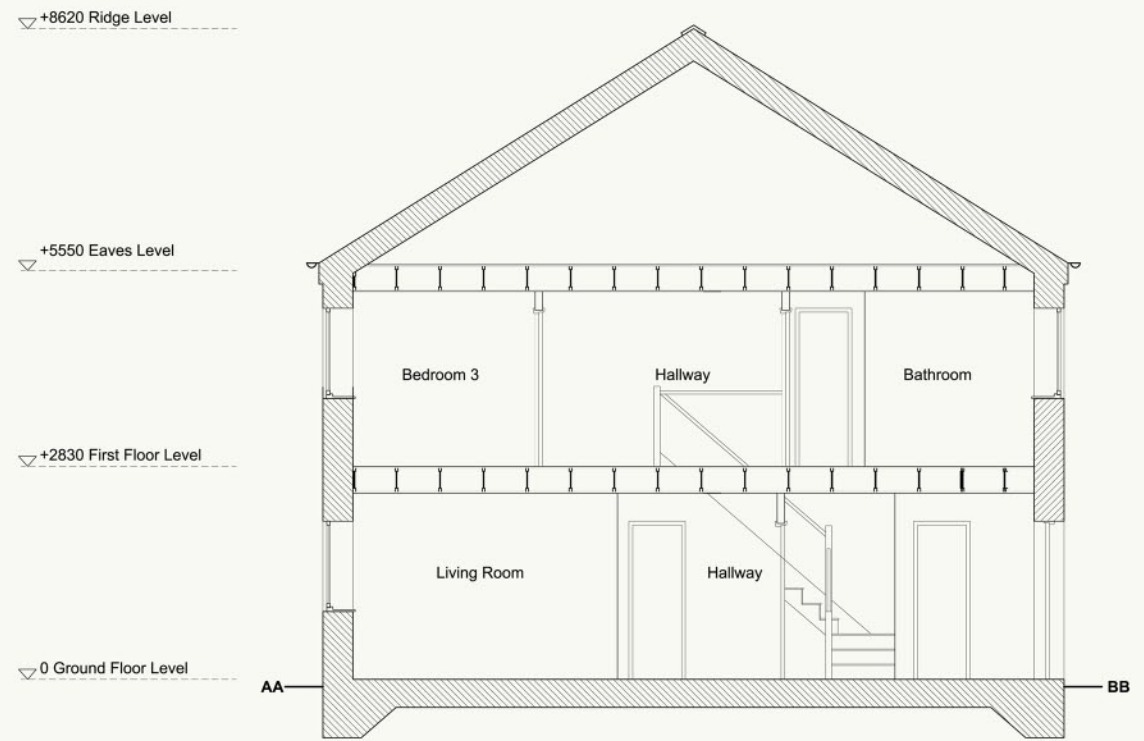 +8620 Ridge Level
+5550 Eaves Level
Bedroom 3
Hallway
Bathroom
+2830 First Floor Level
Living Room
Hallway
0 Ground Floor Level
AA
BB